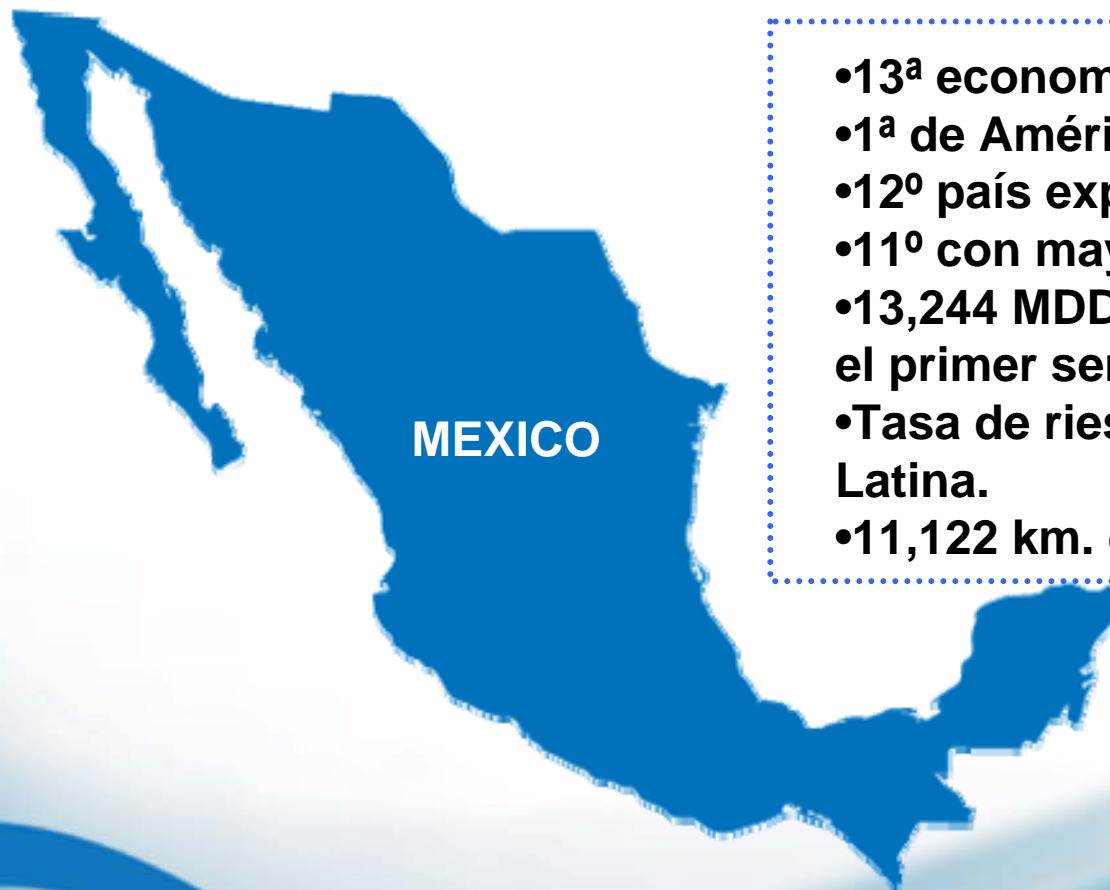 •13ª econom
•1ª de Améri
•12º país exp
•11º con may
•13,244 MDD
el primer ser
•Tasa de ries
Latina.
•11,122 km.
MEXICO